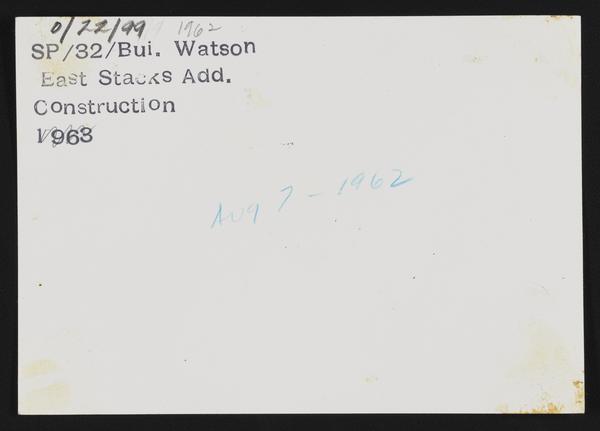 0/22/99 1962
SP/32/Bui. Watson
East Stacks Add.
Construction
1963
Aug 7 - 1962